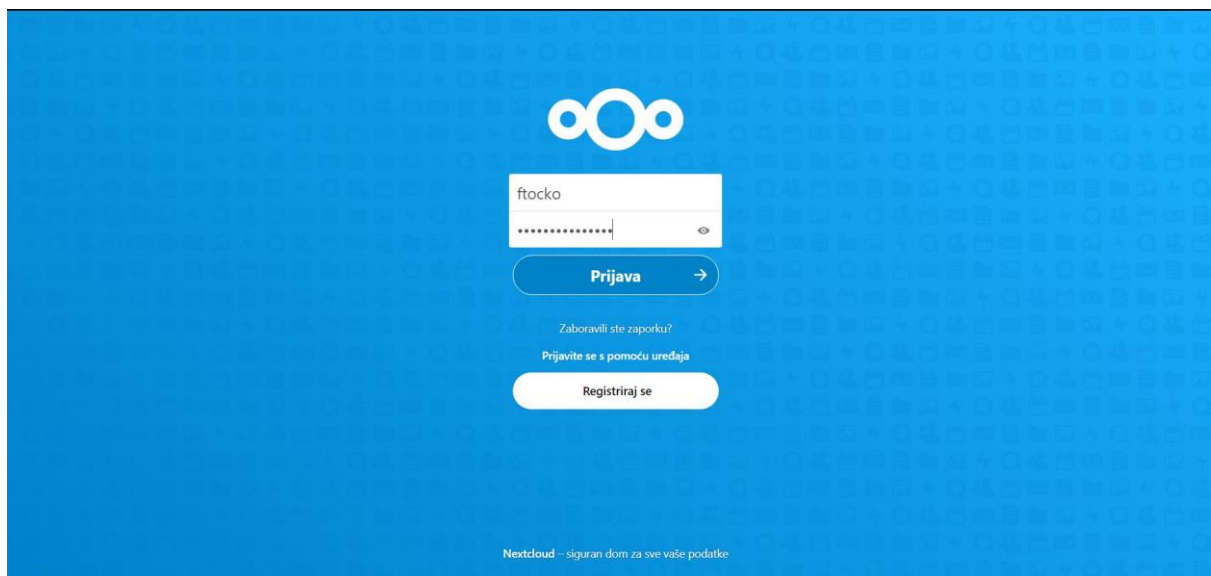 ftocko
•••••••••••••••
Prijava
Zaboravili ste zaporku?
Prijavite se s pomoću uređaja
Registriraj se
Nextcloud – siguran dom za sve vaše podatke